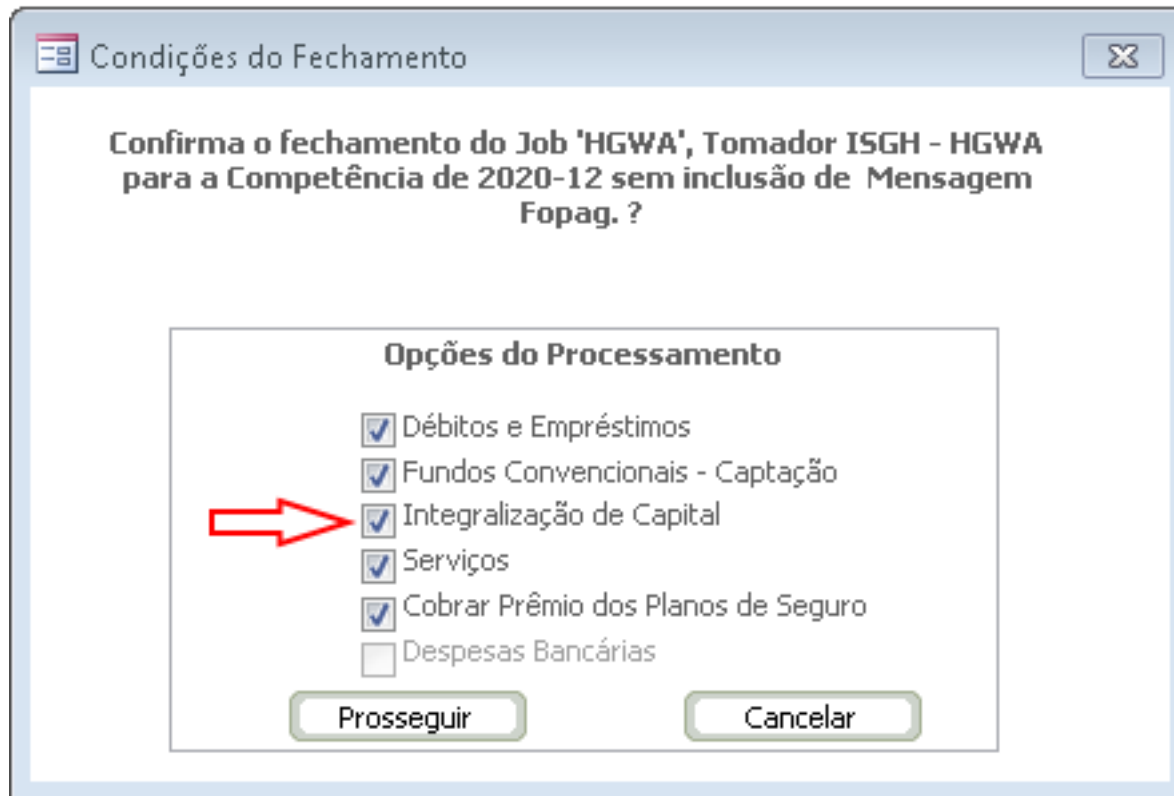 Condições do Fechamento
Confirma o fechamento do Job 'HGWA', Tomador ISGH - HGWA
para a Competência de 2020-12 sem inclusão de  Mensagem
Fopag. ?
Opções do Processamento
Débitos e Empréstimos
Fundos Convencionais - Captação
Integralização de Capital
Serviços
Cobrar Prêmio dos Planos de Seguro
Despesas Bancárias
Prosseguir
Cancelar